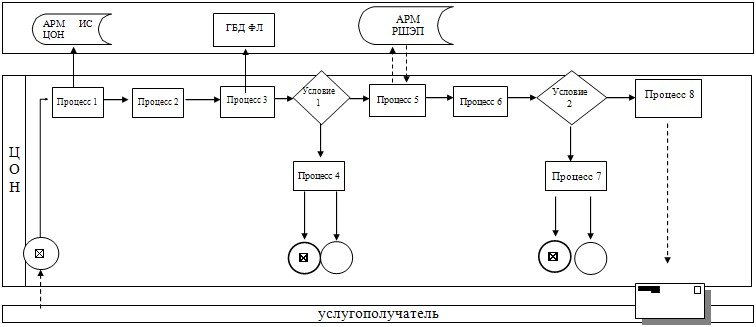 АРМ ИС
ЦОН
ГБД ФЛ
АРМ
РШЭП
ЦОН
Процесс 1
Процесс 2
Процесс 3
Условие
1
Процесс 5
Процесс 6
Условие
2
Процесс 8
Процесс 4
Процесс 7
услугополучатель